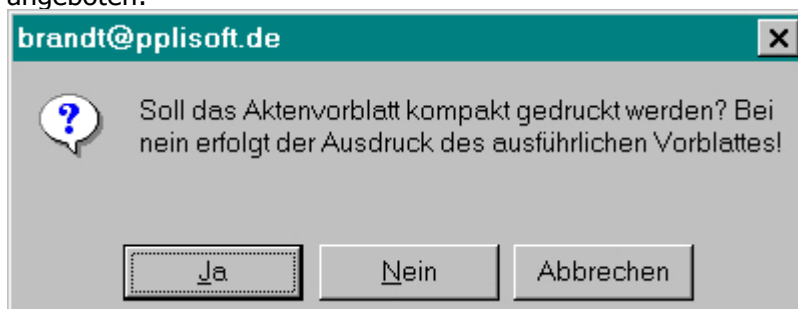 angeboten:
brandt@pplisoft.de
Soll das Aktenvorblatt kompakt gedruckt werden? Bei
nein erfolgt der Ausdruck des ausführlichen Vorblattes!
Ja
Nein
Abbrechen